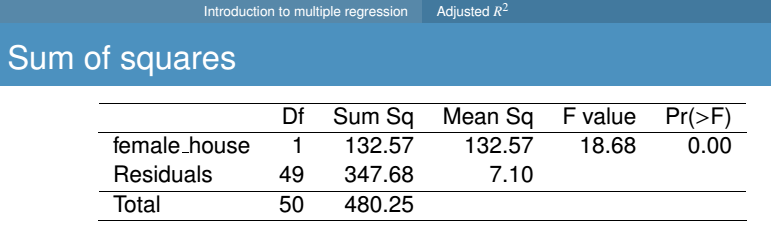 Introduction to multiple regression Adjusted R²
Sum of squares
Df Sum Sq Mean Sq F value Pr(>F)
female_house 1 132.57 132.57 18.68 0.00
Residuals 49 347.68 7.10
Total 50 480.25